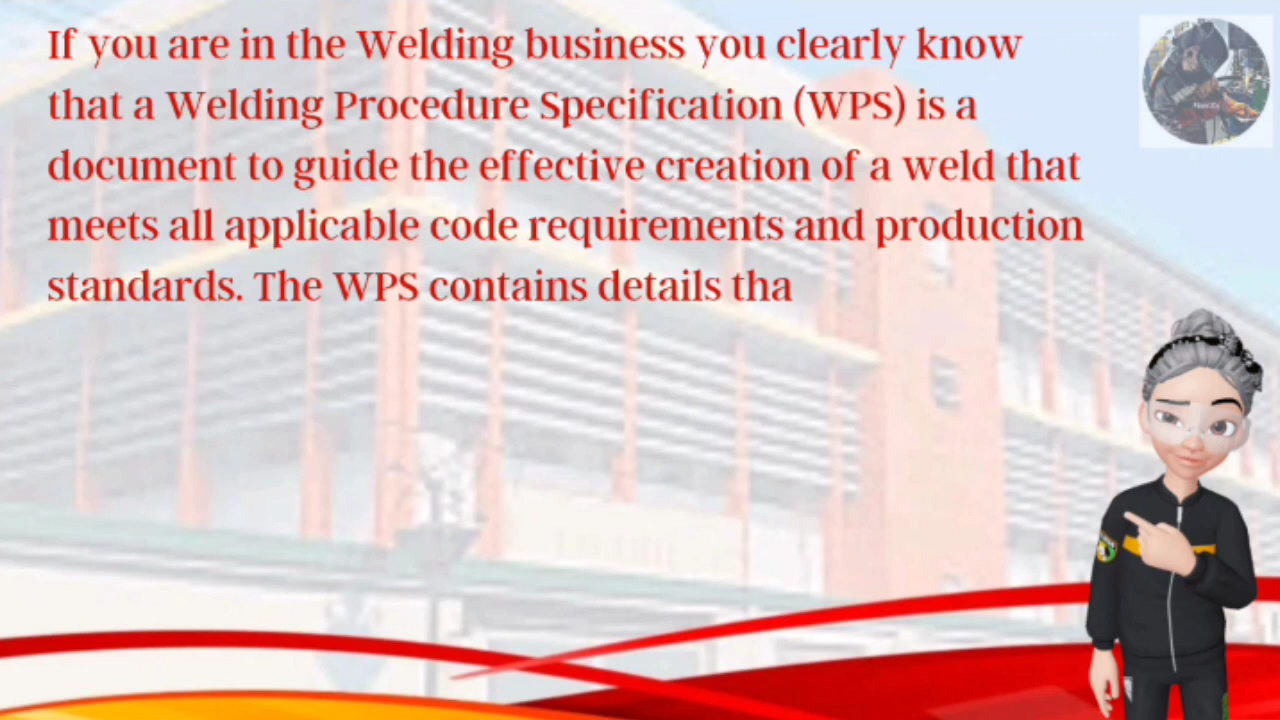 If you are in the Welding business you clearly know
that a Welding Procedure Specification (WPS) is a
document to guide the effective creation of a weld that
meets all applicable code requirements and production
standards. The WPS contains details tha